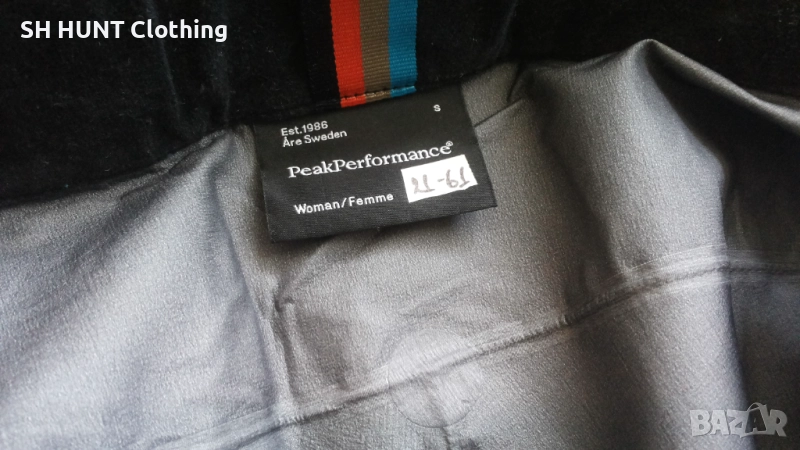 SH HUNT Clothing
S
Est.1986
Åre Sweden
PeakPerformance®
21-61
Woman/Femme
BAZAR